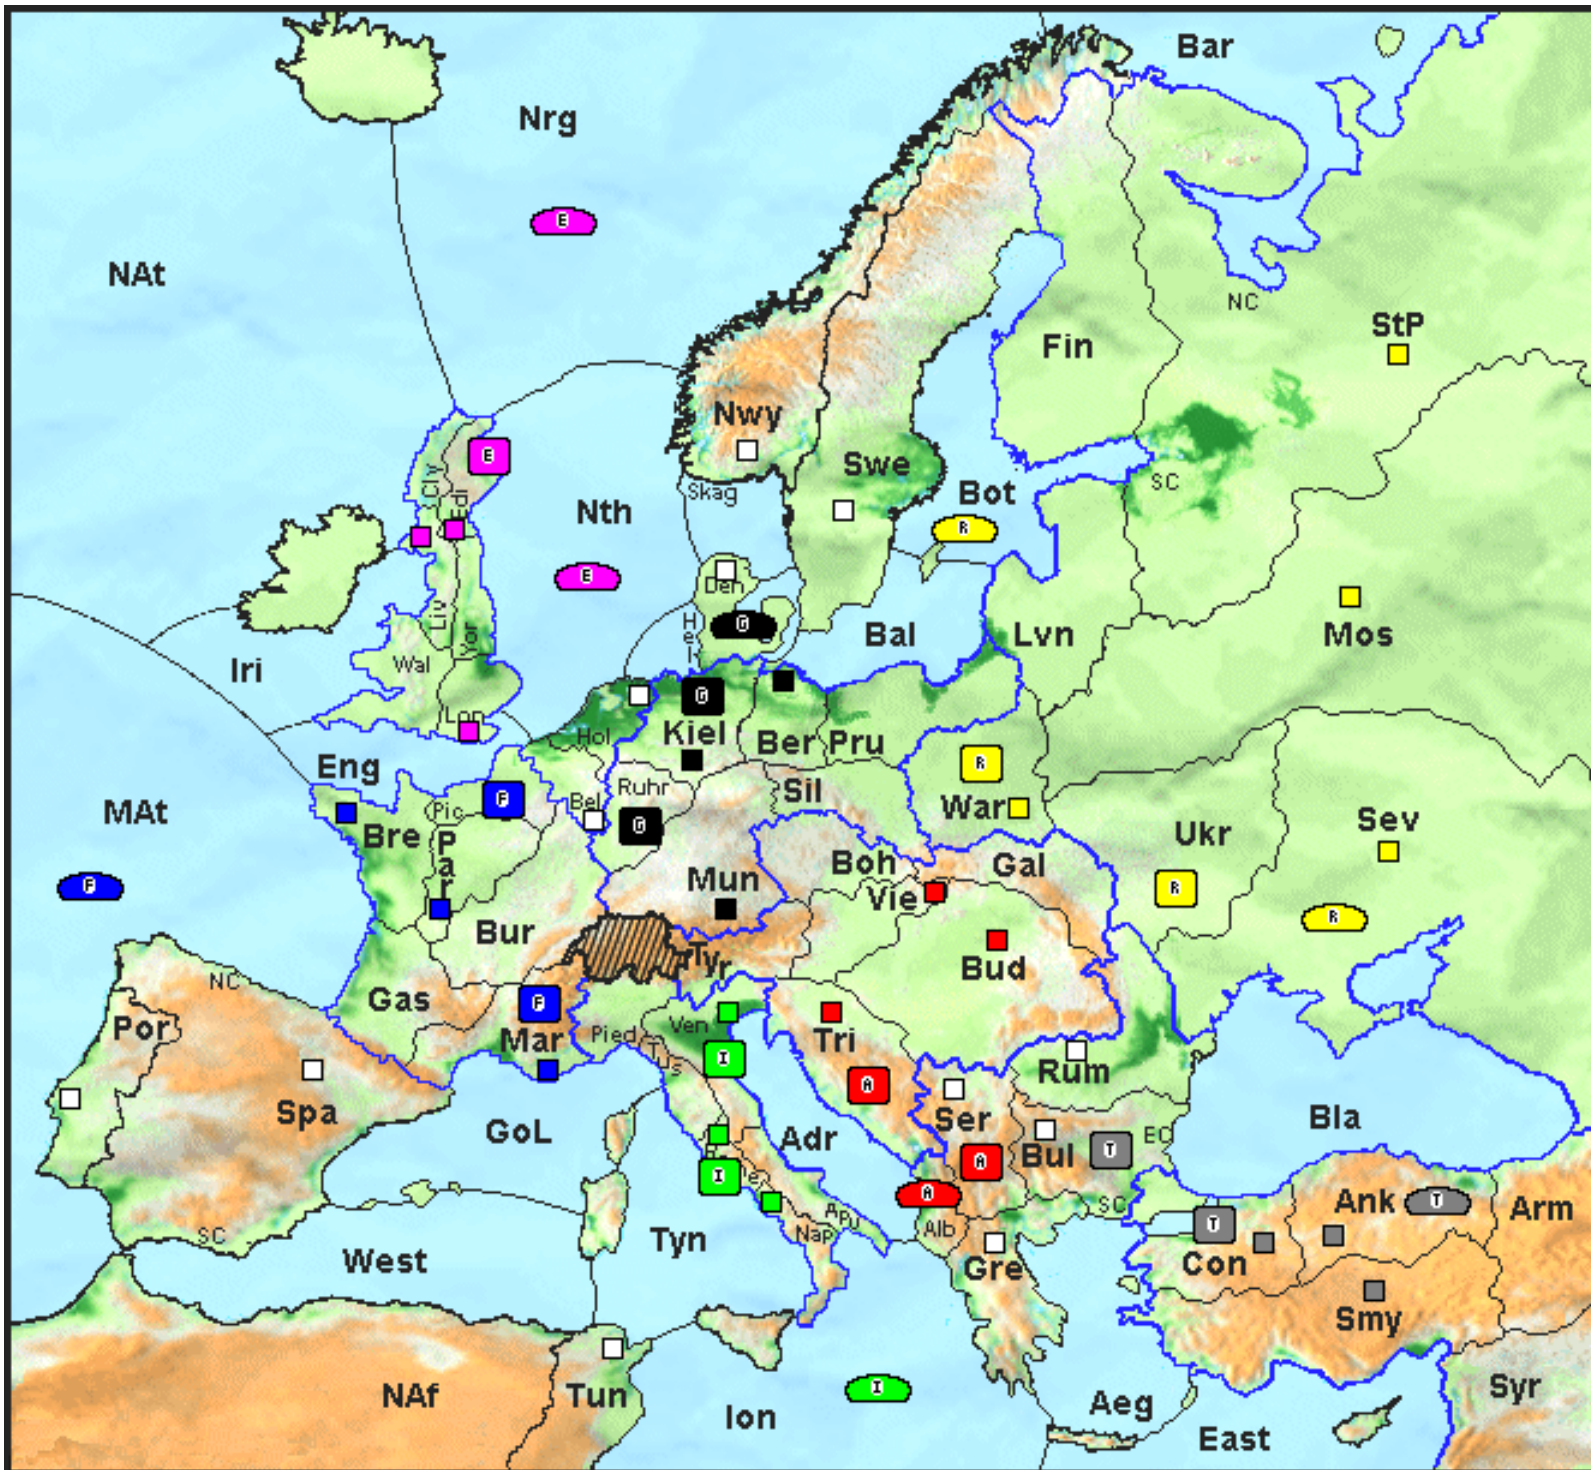 Bar
Nrg
E
NAt
NC
StP
Fin
Nwy
E
Cly
Edi
Swe
SC
Skag
Bot
Nth
R
E
Den
Mos
Hel
G
Bal
Lvn
Liv
Yor
Wal
Iri
G
Lon
Hol
Kiel
Ber
Pru
Eng
R
Ruhr
Sil
War
F
Pic
Bel
MAt
Bre
Par
G
Ukr
Sev
Boh
Gal
F
Mun
Vie
R
R
Bur
Tyr
Bud
NC
Gas
F
Por
Mar
Pied
Ven
Tri
Tus
I
Rum
A
Spa
GoL
Ser
Bla
Adr
Bul
T
EC
A
I
A
Ank
T
Arm
SC
Apu
Nap
Alb
T
SC
Tyn
West
Gre
Con
Smy
NAf
Tun
I
Syr
Ion
Aeg
East